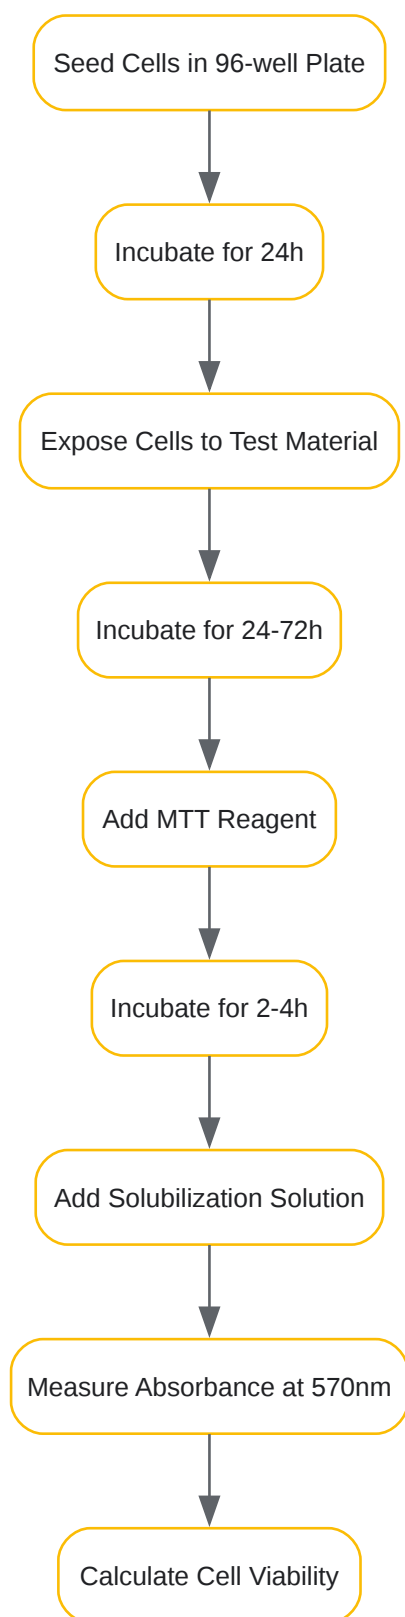 Seed Cells in 96-well Plate
Incubate for 24h
Expose Cells to Test Material
Incubate for 24-72h
Add MTT Reagent
Incubate for 2-4h
Add Solubilization Solution
Measure Absorbance at 570nm
Calculate Cell Viability